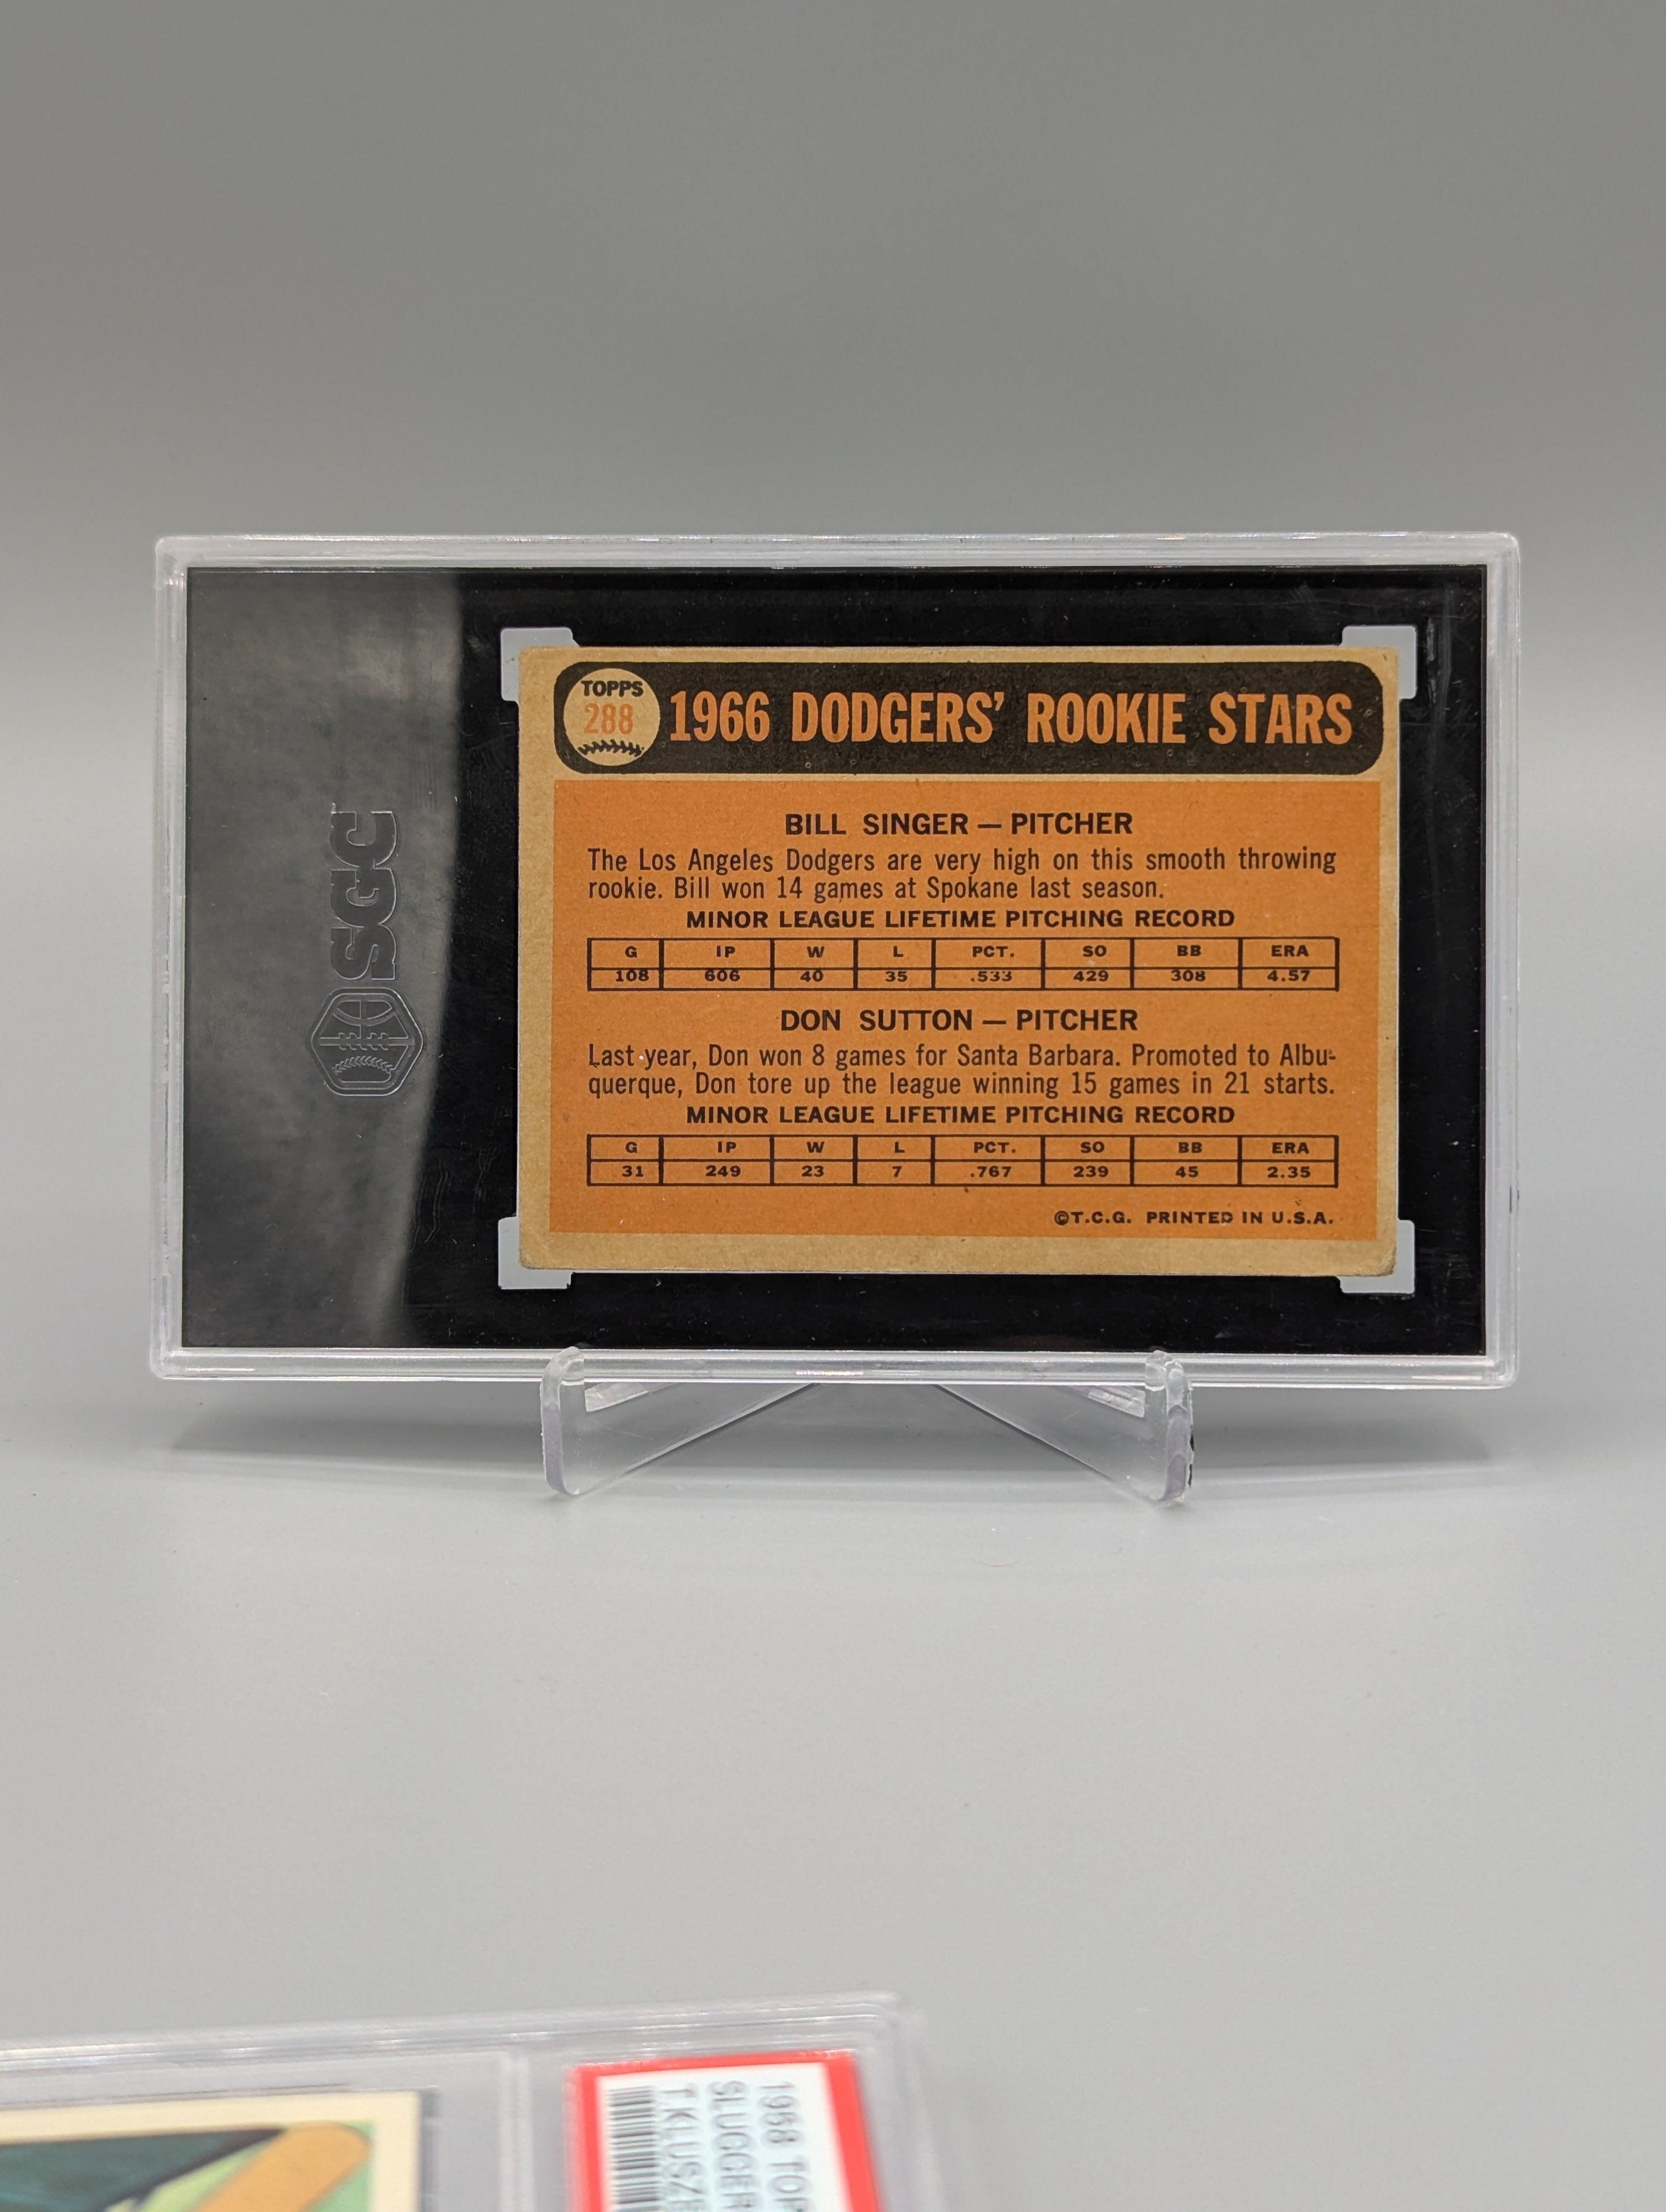 SGC
TOPPS
288
1966 DODGERS' ROOKIE STARS
BILL SINGER — PITCHER
The Los Angeles Dodgers are very high on this smooth throwing
rookie. Bill won 14 games at Spokane last season.
MINOR LEAGUE LIFETIME PITCHING RECORD
G IP W L PCT. SO BB ERA
108 606 40 35 .533 429 308 4.57
DON SUTTON — PITCHER
Last year, Don won 8 games for Santa Barbara. Promoted to Albu-
querque, Don tore up the league winning 15 games in 21 starts.
MINOR LEAGUE LIFETIME PITCHING RECORD
G IP W L PCT. SO BB ERA
31 249 23 7 .767 239 45 2.35
©T.C.G. PRINTED IN U.S.A.
1958 TOP
SLUGGER
T.KLUSZE